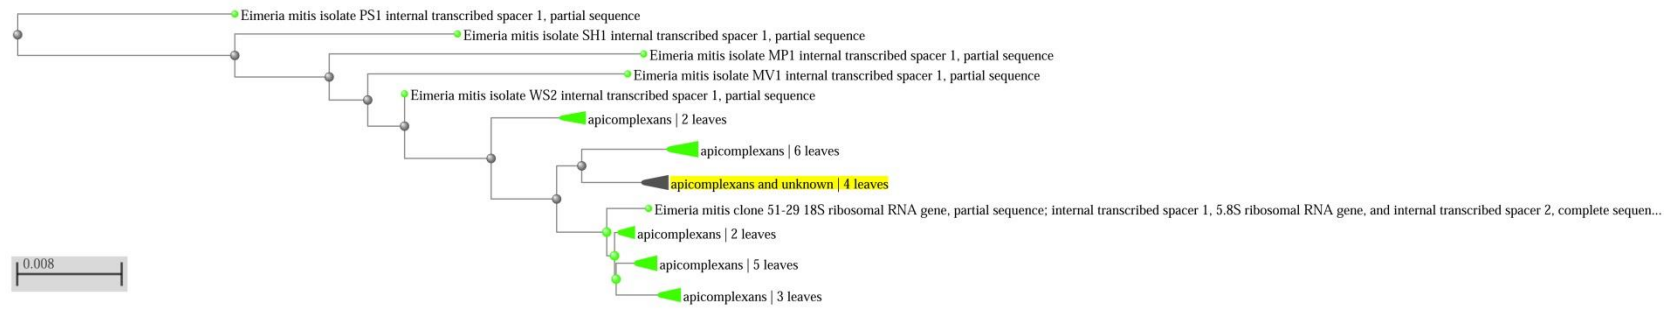 Eimeria mitis isolate PS1 internal transcribed spacer 1, partial sequence
Eimeria mitis isolate SH1 internal transcribed spacer 1, partial sequence
Eimeria mitis isolate MP1 internal transcribed spacer 1, partial sequence
Eimeria mitis isolate MV1 internal transcribed spacer 1, partial sequence
Eimeria mitis isolate WS2 internal transcribed spacer 1, partial sequence
apicomplexans | 2 leaves
apicomplexans | 6 leaves
apicomplexans and unknown | 4 leaves
Eimeria mitis clone 51-29 18S ribosomal RNA gene, partial sequence; internal transcribed spacer 1, 5.8S ribosomal RNA gene, and internal transcribed spacer 2, complete sequen...
apicomplexans | 2 leaves
apicomplexans | 5 leaves
apicomplexans | 3 leaves
0.008